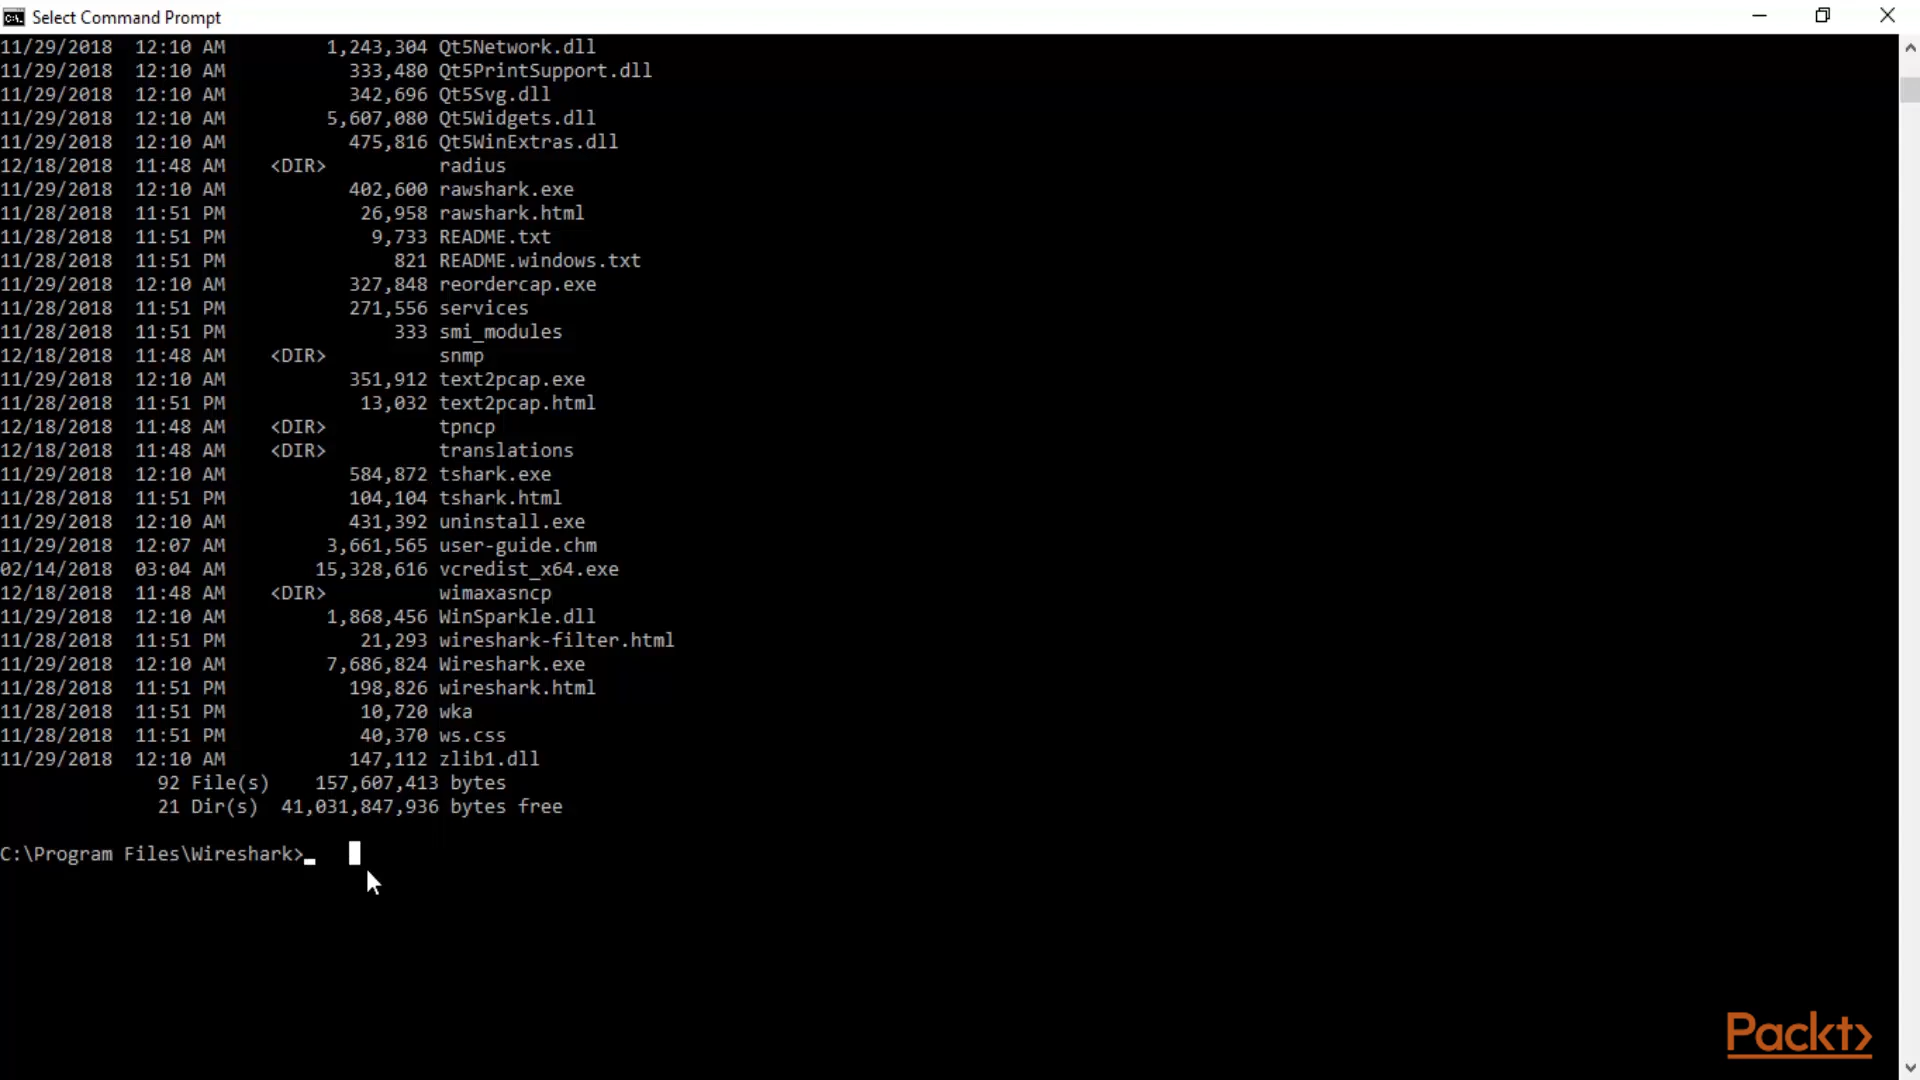 Select Command Prompt
11/29/2018  12:10 AM         1,243,304 Qt5Network.dll
11/29/2018  12:10 AM           333,480 Qt5PrintSupport.dll
11/29/2018  12:10 AM           342,696 Qt5Svg.dll
11/29/2018  12:10 AM         5,607,080 Qt5Widgets.dll
11/29/2018  12:10 AM           475,816 Qt5WinExtras.dll
12/18/2018  11:48 AM    <DIR>          radius
11/29/2018  12:10 AM           402,600 rawshark.exe
11/28/2018  11:51 PM            26,958 rawshark.html
11/28/2018  11:51 PM             9,733 README.txt
11/28/2018  11:51 PM               821 README.windows.txt
11/29/2018  12:10 AM           327,848 reordercap.exe
11/28/2018  11:51 PM           271,556 services
11/28/2018  11:51 PM               333 smi_modules
12/18/2018  11:48 AM    <DIR>          snmp
11/29/2018  12:10 AM           351,912 text2pcap.exe
11/28/2018  11:51 PM            13,032 text2pcap.html
12/18/2018  11:48 AM    <DIR>          tpncp
12/18/2018  11:48 AM    <DIR>          translations
11/29/2018  12:10 AM           584,872 tshark.exe
11/28/2018  11:51 PM           104,104 tshark.html
11/29/2018  12:10 AM           431,392 uninstall.exe
11/29/2018  12:07 AM         3,661,565 user-guide.chm
02/14/2018  03:04 AM        15,328,616 vcredist_x64.exe
12/18/2018  11:48 AM    <DIR>          wimaxasncp
11/29/2018  12:10 AM         1,868,456 WinSparkle.dll
11/28/2018  11:51 PM            21,293 wireshark-filter.html
11/29/2018  12:10 AM         7,686,824 Wireshark.exe
11/28/2018  11:51 PM           198,826 wireshark.html
11/28/2018  11:51 PM            10,720 wka
11/28/2018  11:51 PM            40,370 ws.css
11/29/2018  12:10 AM           147,112 zlib1.dll
92 File(s)    157,607,413 bytes
21 Dir(s)  41,031,847,936 bytes free
C:\Program Files\Wireshark>
Packt>